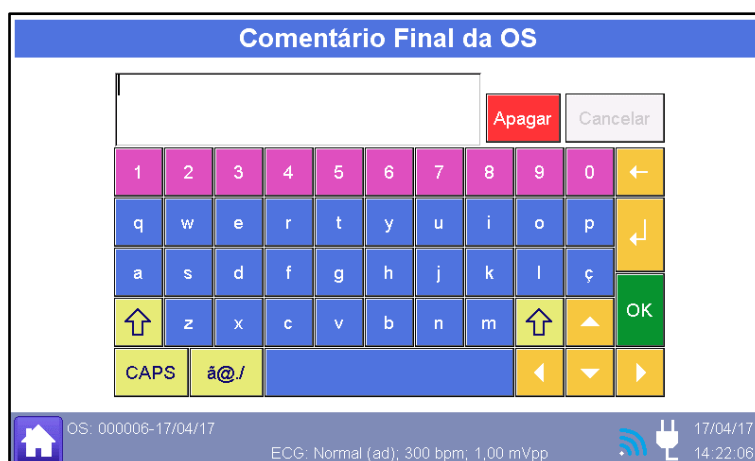 Comentário Final da OS
Apagar Cancelar
1 2 3 4 5 6 7 8 9 0
q w e r t y u i o p
a s d f g h j k l ç
OK
z x c v b n m
CAPS ã@./
OS: 000006-17/04/17
17/04/17
ECG: Normal (ad); 300 bpm; 1,00 mVpp
14:22:06